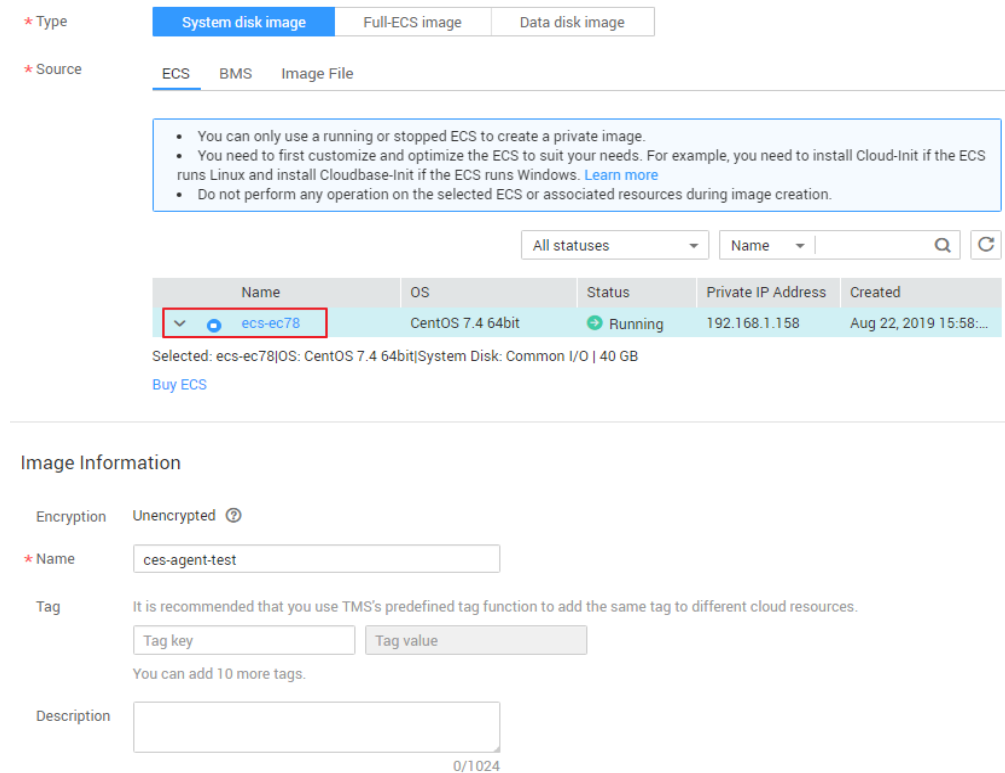 * Type System disk image Full-ECS image Data disk image
* Source ECS BMS Image File
• You can only use a running or stopped ECS to create a private image.
• You need to first customize and optimize the ECS to suit your needs. For example, you need to install Cloud-Init if the ECS
runs Linux and install Cloudbase-Init if the ECS runs Windows. Learn more
• Do not perform any operation on the selected ECS or associated resources during image creation.
All statuses Name
Name OS Status Private IP Address Created
ecs-ec78 CentOS 7.4 64bit Running 192.168.1.158 Aug 22, 2019 15:58:...
Selected: ecs-ec78|OS: CentOS 7.4 64bit|System Disk: Common I/O | 40 GB
Buy ECS
Image Information
Encryption Unencrypted ?
* Name ces-agent-test
Tag It is recommended that you use TMS's predefined tag function to add the same tag to different cloud resources.
Tag key Tag value
You can add 10 more tags.
Description
0/1024